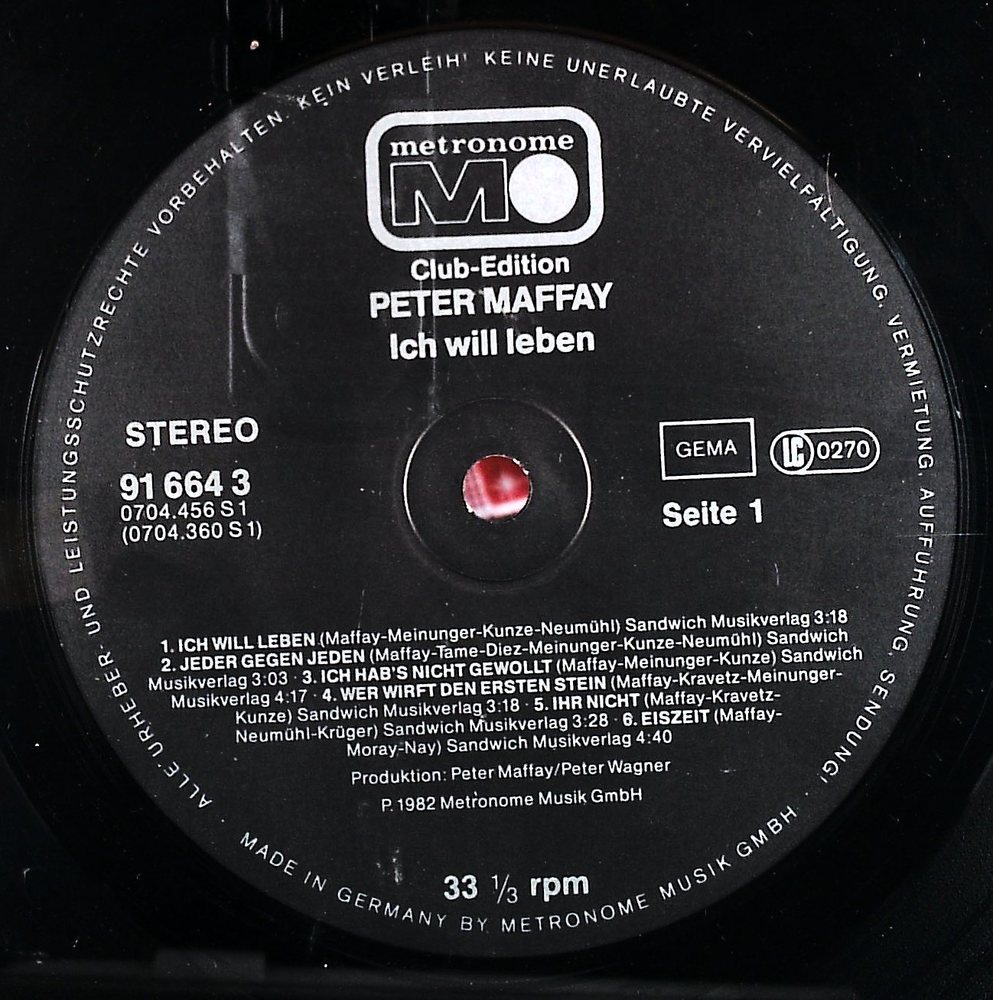 ALLE URHEBER- UND LEISTUNGSSCHUTZRECHTE VORBEHALTEN. KEIN VERLEIH! KEINE UNERLAUBTE VERVIELFÄLTIGUNG, VERMIETUNG, AUFFÜHRUNG, SENDUNG!
metronome
Club-Edition
PETER MAFFAY
Ich will leben
STEREO
91 664 3
0704.456 S 1
(0704.360 S 1)
GEMA
LC 0270
Seite 1
1. ICH WILL LEBEN (Maffay-Meinunger-Kunze-Neumühl) Sandwich Musikverlag 3:18
2. JEDER GEGEN JEDEN (Maffay-Tame-Diez-Meinunger-Kunze-Neumühl) Sandwich
Musikverlag 3:03 · 3. ICH HAB'S NICHT GEWOLLT (Maffay-Meinunger-Kunze) Sandwich
Musikverlag 4:17 · 4. WER WIRFT DEN ERSTEN STEIN (Maffay-Kravetz-Meinunger-
Kunze) Sandwich Musikverlag 3:18 · 5. IHR NICHT (Maffay-Kravetz-
Neumühl-Krüger) Sandwich Musikverlag 3:28 · 6. EISZEIT (Maffay-
Moray-Nay) Sandwich Musikverlag 4:40
Produktion: Peter Maffay/Peter Wagner
P. 1982 Metronome Musik GmbH
33 1/3 rpm
· MADE IN GERMANY BY METRONOME MUSIK GMBH ·